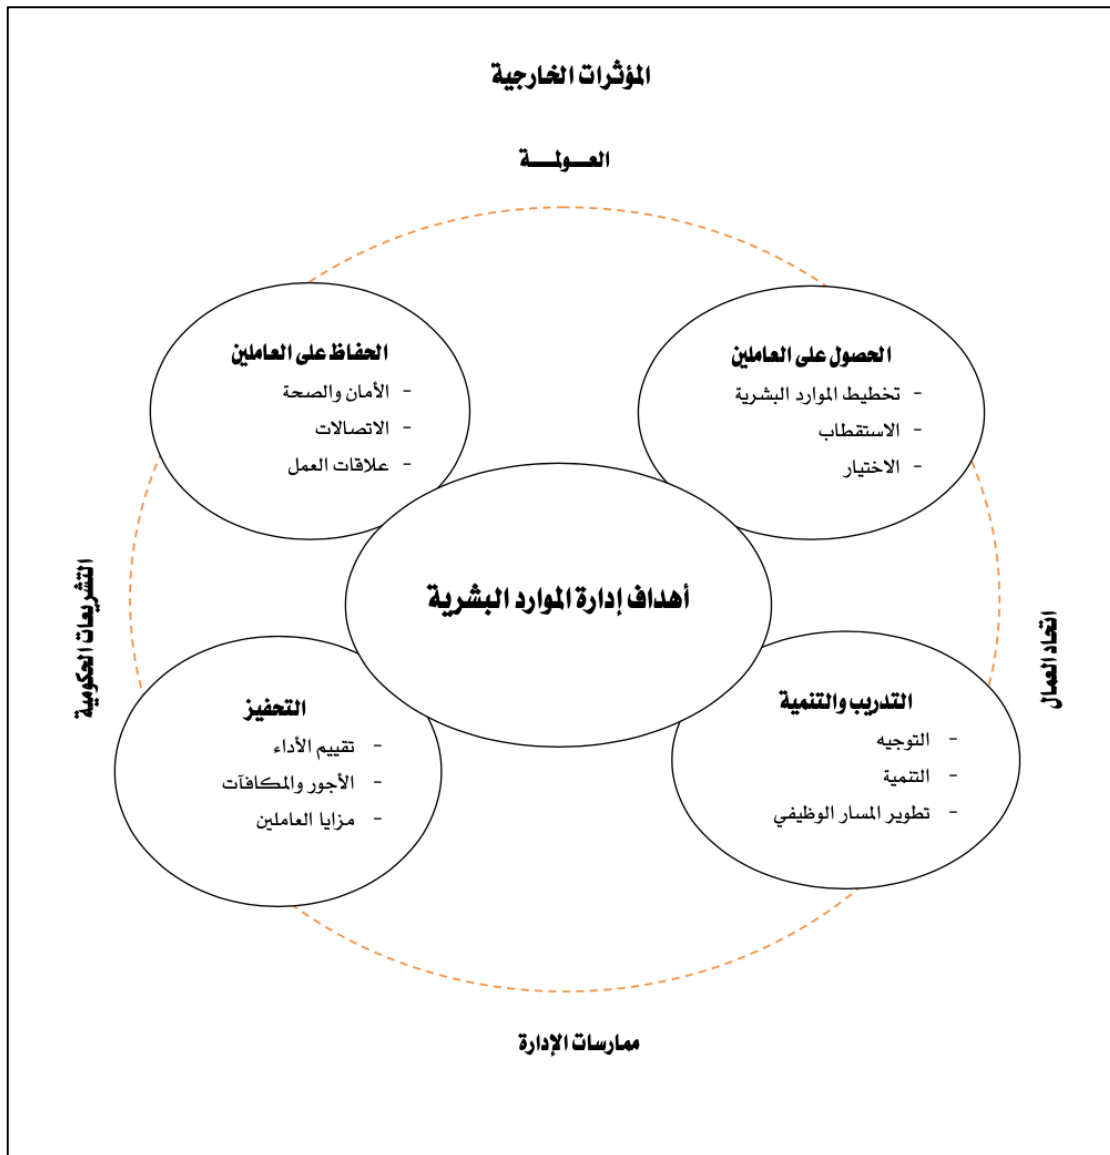 المؤثرات الخارجية
العـــولمـــــة
الحصول على العاملين
- تخطيط الموارد البشرية
- الاستقطاب
- الاختيار
الحفاظ على العاملين
- الأمان والصحة
- الاتصالات
- علاقات العمل
أهداف إدارة الموارد البشرية
اتحاد العمال
التشريعات الحكومية
التدريب والتنمية
- التوجيه
- التنمية
- تطوير المسار الوظيفي
التحفيز
- تقييم الأداء
- الأجور والمكافآت
- مزايا العاملين
ممارسات الإدارة